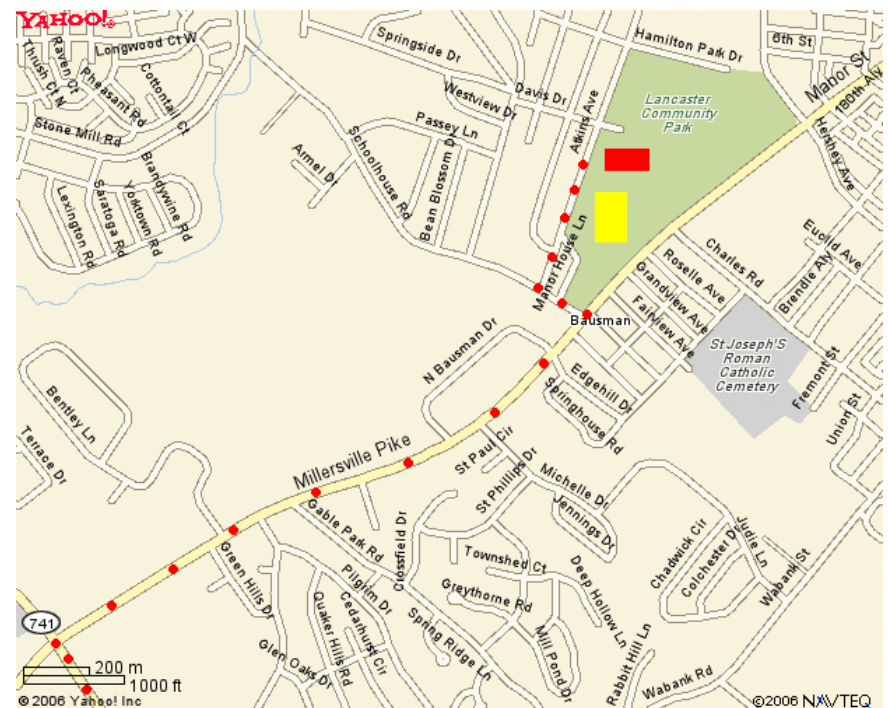 YAHOO!®
Longwood Ct W
Thrush Ct N
Raven Ct
Pheasant Rd
Cottontail Ct
Stone Mill Rd
Springside Dr
Hamilton Park Dr
6th St
Manor St
180th Aly
Westview Dr
Davis Dr
Passey Ln
Atkins Ave
Lancaster
Community
Park
Hershey Ave
Schoolhouse Rd
Armel Dr
Bean Blossom Dr
Brandywine Rd
Yorktown Rd
Saratoga Rd
Lexington Rd
Manor House Ln
Euclid Ave
Brendle Aly
Charles Rd
Roselle Ave
Grandview Ave
Fairview Ave
Bausman
N Bausman Dr
St Joseph'S
Roman
Catholic
Cemetery
Fremont St
Union St
Edgehill Dr
Springhouse Rd
Bentley Ln
Terrace Dr
Millersville Pike
St Paul Cir
St Phillips Dr
Michelle Dr
Jennings Dr
Gable Park Rd
Crossfield Dr
Green Hills Dr
Pilgrim Dr
Townshed Ct
Chadwick Cir
Colchester Dr
Judie Ln
Wabank St
Greythorne Rd
Deep Hollow Ln
Quaker Hills Rd
Cedarhurst Cir
Glen Oaks Dr
Spring Ridge Ln
Mill Pond Dr
Rabbit Hill Ln
Wabank Rd
741
200 m
1000 ft
©2006 Yahoo! Inc
©2006 NAVTEQ